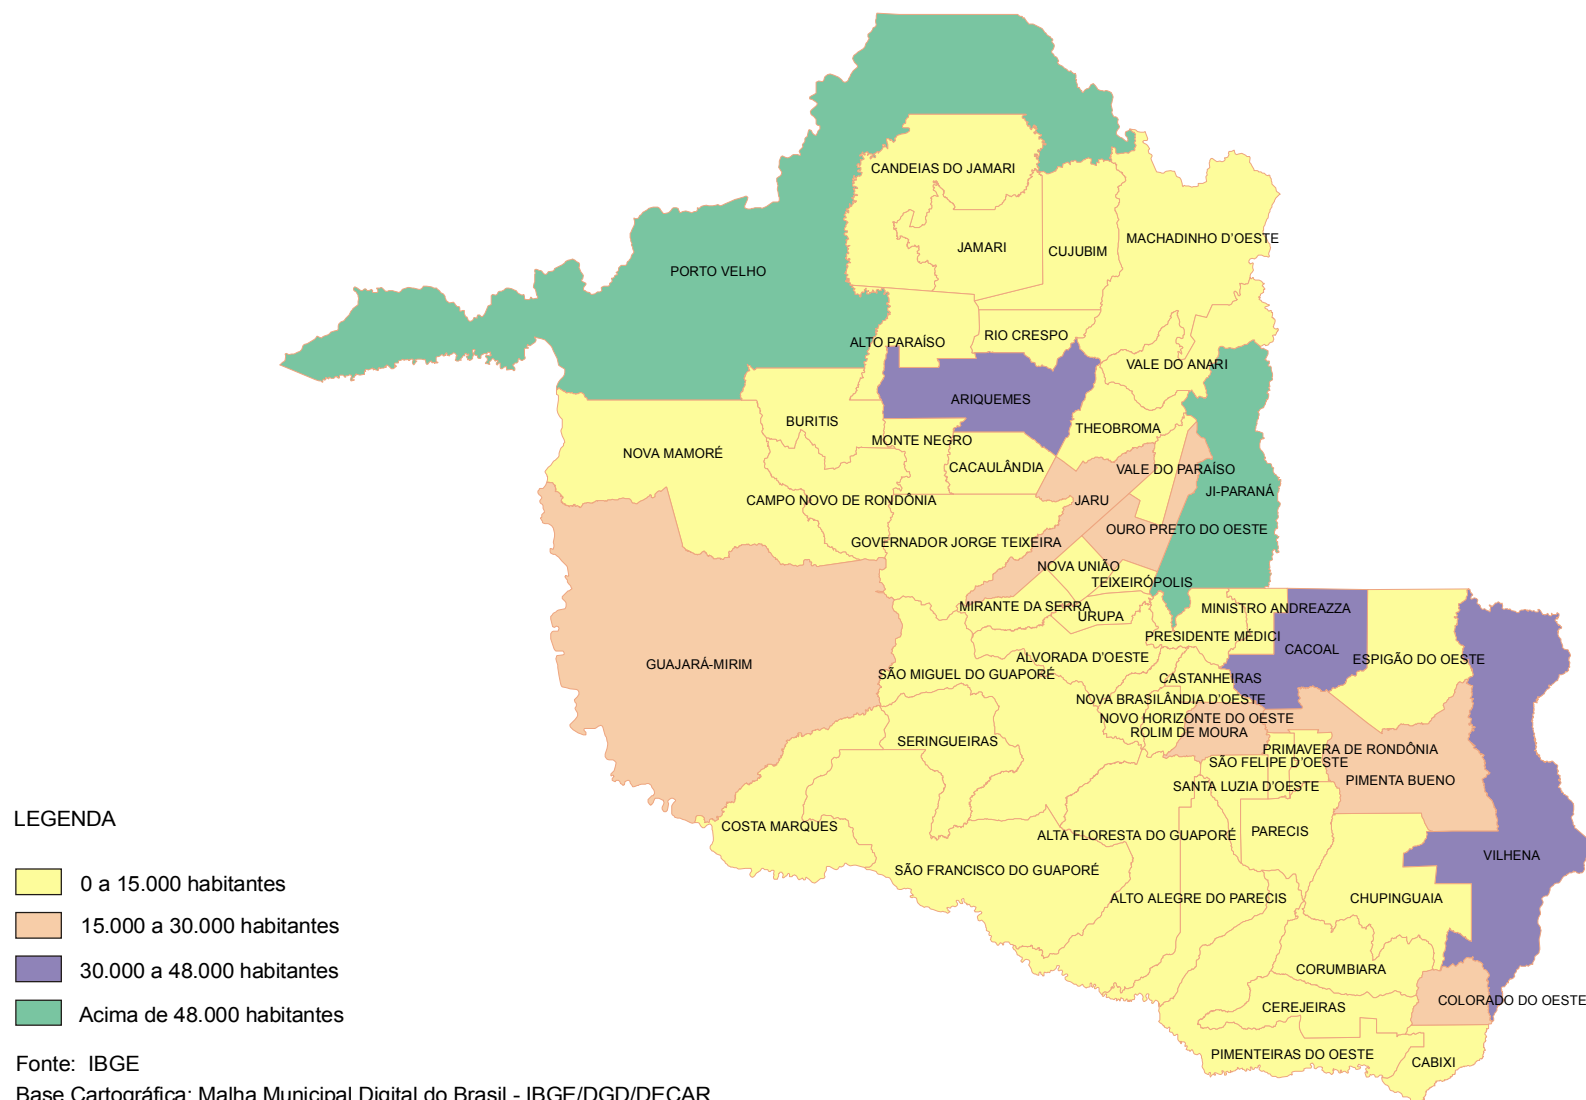 CANDEIAS DO JAMARI
MACHADINHO D'OESTE
JAMARI
CUJUBIM
PORTO VELHO
RIO CRESPO
ALTO PARAÍSO
VALE DO ANARI
ARIQUEMES
BURITIS
THEOBROMA
MONTE NEGRO
NOVA MAMORÉ
CACAULÂNDIA
VALE DO PARAÍSO
JI-PARANÁ
CAMPO NOVO DE RONDÔNIA
JARU
OURO PRETO DO OESTE
GOVERNADOR JORGE TEIXEIRA
NOVA UNIÃO
TEIXEIRÓPOLIS
MIRANTE DA SERRA
MINISTRO ANDREAZZA
URUPA
PRESIDENTE MÉDICI
CACOAL
ALVORADA D'OESTE
ESPIGÃO DO OESTE
GUAJARÁ-MIRIM
SÃO MIGUEL DO GUAPORÉ
CASTANHEIRAS
NOVA BRASILÂNDIA D'OESTE
NOVO HORIZONTE DO OESTE
ROLIM DE MOURA
SERINGUEIRAS
PRIMAVERA DE RONDÔNIA
SÃO FELIPE D'OESTE
PIMENTA BUENO
SANTA LUZIA D'OESTE
COSTA MARQUES
ALTA FLORESTA DO GUAPORÉ
PARECIS
VILHENA
SÃO FRANCISCO DO GUAPORÉ
ALTO ALEGRE DO PARECIS
CHUPINGUAIA
CORUMBIARA
COLORADO DO OESTE
CEREJEIRAS
PIMENTEIRAS DO OESTE
CABIXI
LEGENDA
0 a 15.000 habitantes
15.000 a 30.000 habitantes
30.000 a 48.000 habitantes
Acima de 48.000 habitantes
Fonte: IBGE
Base Cartográfica: Malha Municipal Digital do Brasil - IBGE/DGD/DECAR